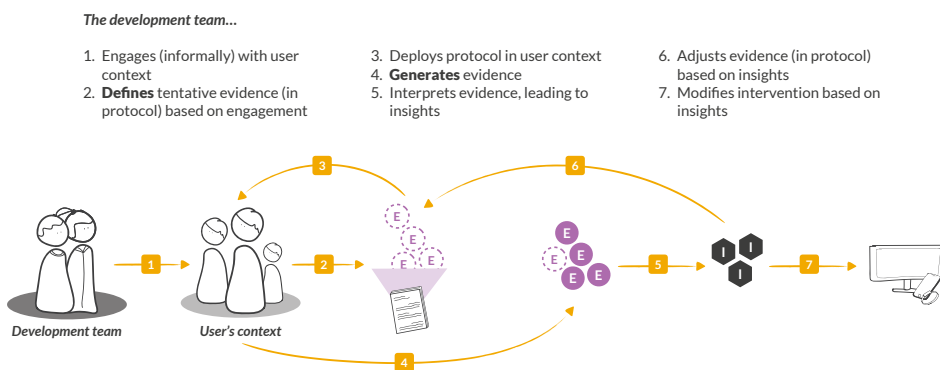 The development team...
1. Engages (informally) with user
context
2. Defines tentative evidence (in
protocol) based on engagement
3. Deploys protocol in user context
4. Generates evidence
5. Interprets evidence, leading to
insights
6. Adjusts evidence (in protocol)
based on insights
7. Modifies intervention based on
insights
3
6
E
E
E
E
E
E
E
E
E
I
I
I
1
2
5
7
Development team
User's context
4